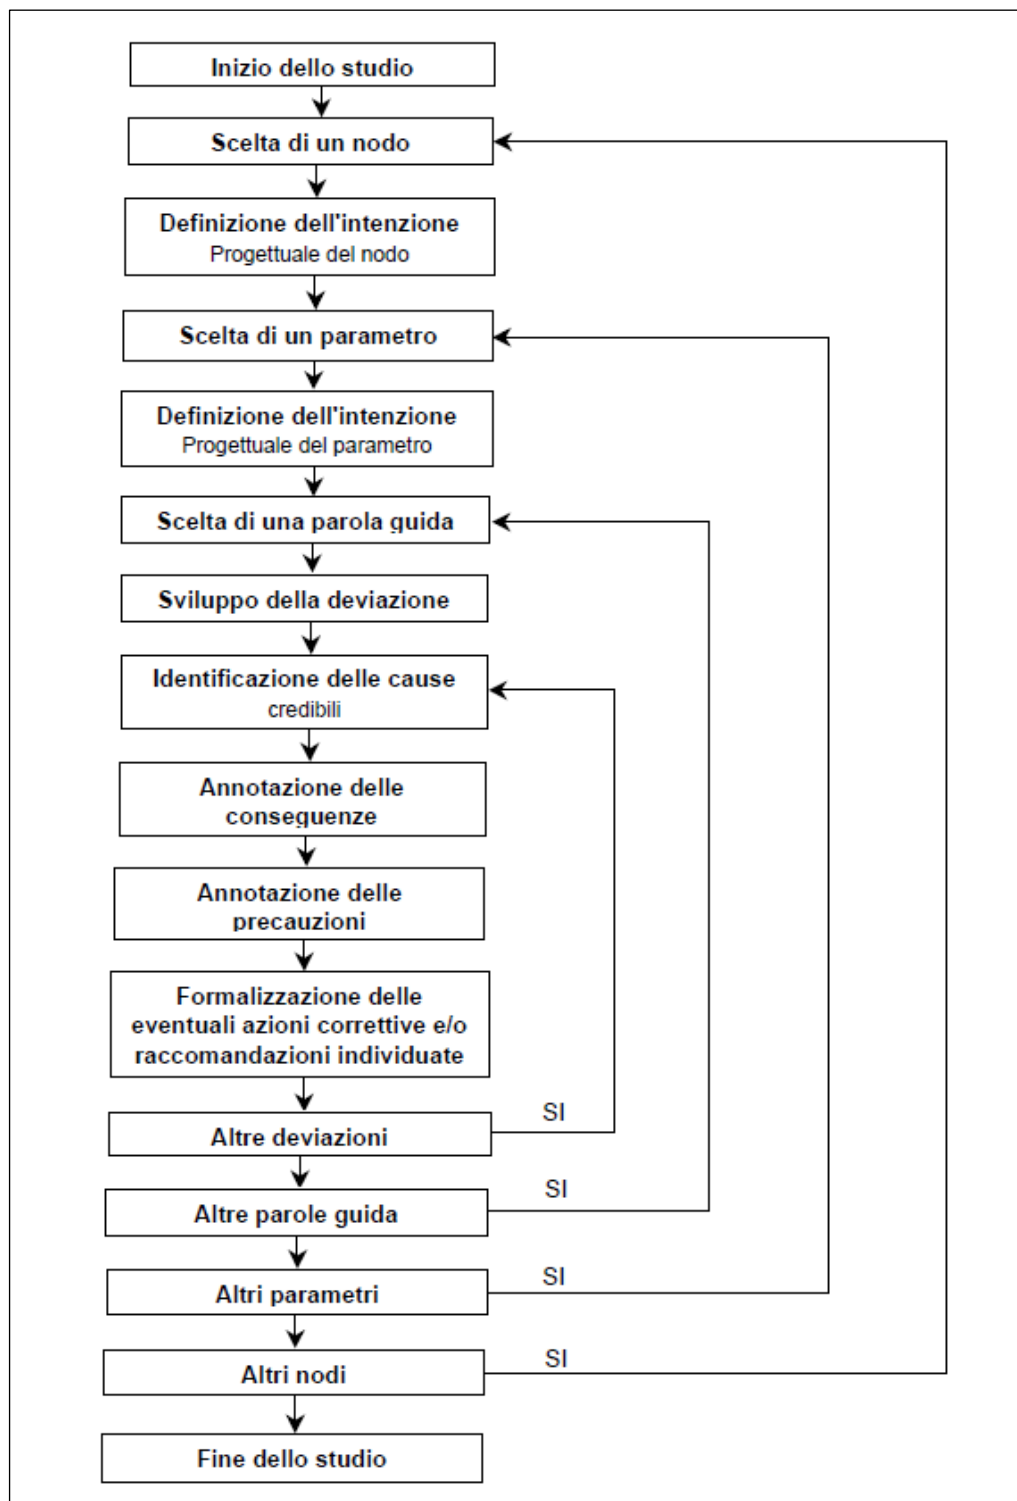 Inizio dello studio
Scelta di un nodo
Definizione dell'intenzione
Progettuale del nodo
Scelta di un parametro
Definizione dell'intenzione
Progettuale del parametro
Scelta di una parola guida
Sviluppo della deviazione
Identificazione delle cause
credibili
Annotazione delle
conseguenze
Annotazione delle
precauzioni
Formalizzazione delle
eventuali azioni correttive e/o
raccomandazioni individuate
SI
Altre deviazioni
SI
Altre parole guida
SI
Altri parametri
SI
Altri nodi
Fine dello studio